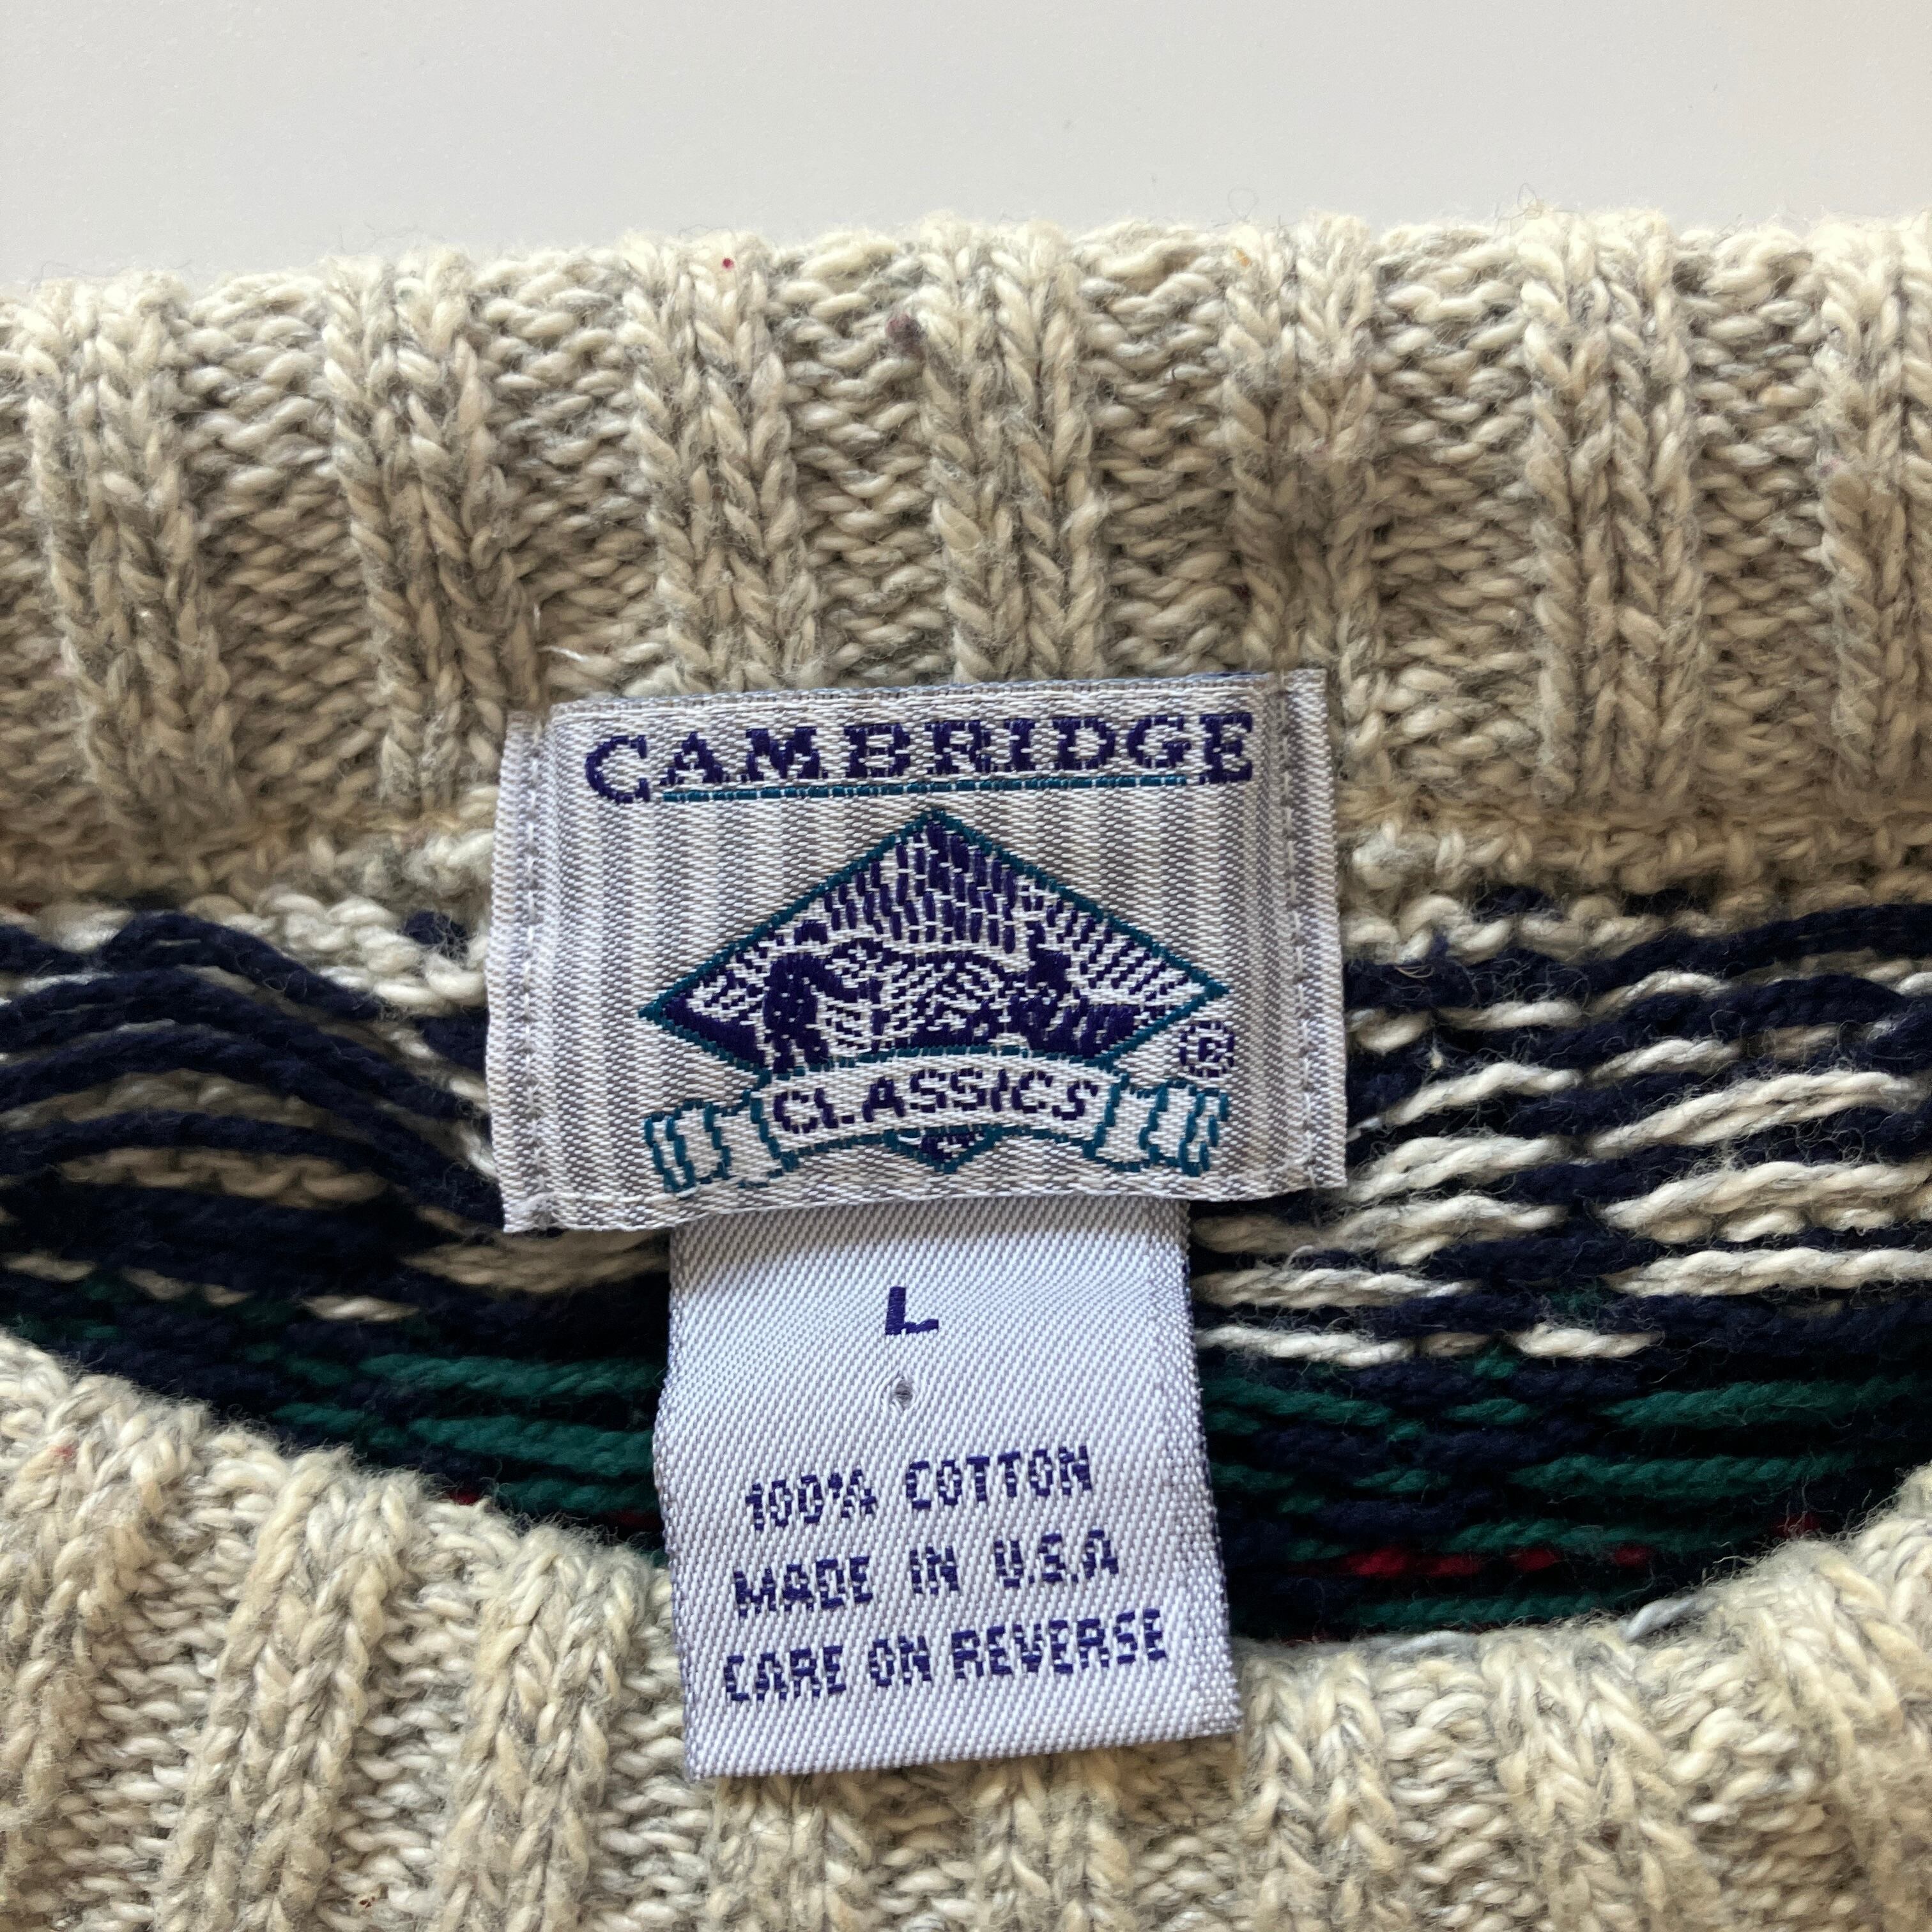 CAMBRIDGE
®
CLASSICS
L
100% COTTON
MADE IN U.S.A
CARE ON REVERSE